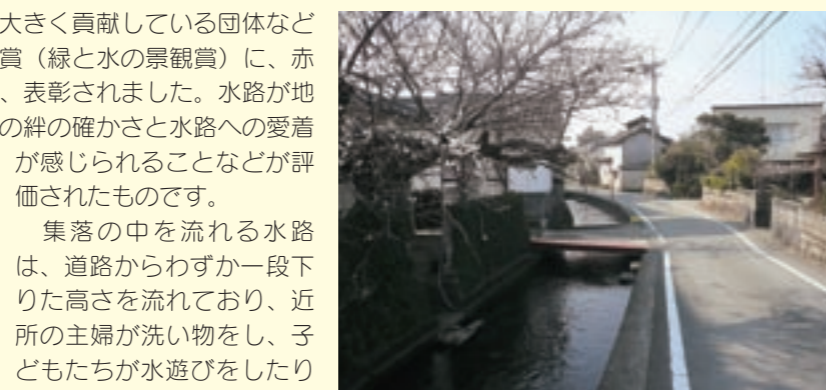 大きく貢献している団体など
賞（緑と水の景観賞）に、赤
、表彰されました。水路が地
の絆の確かさと水路への愛着
が感じられることなどが評
価されたものです。
集落の中を流れる水路
は、道路からわずか一段下
りた高さを流れており、近
所の主婦が洗い物をし、子
どもたちが水遊びをしたり